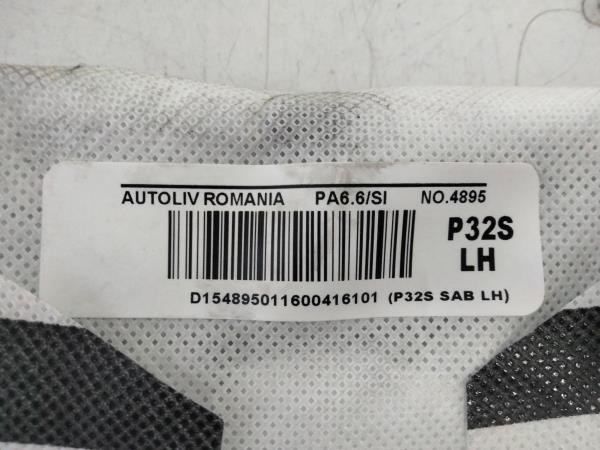 AUTOLIV ROMANIA PA6.6/SI NO.4895
P32S
LH
D154895011600416101 (P32S SAB LH)